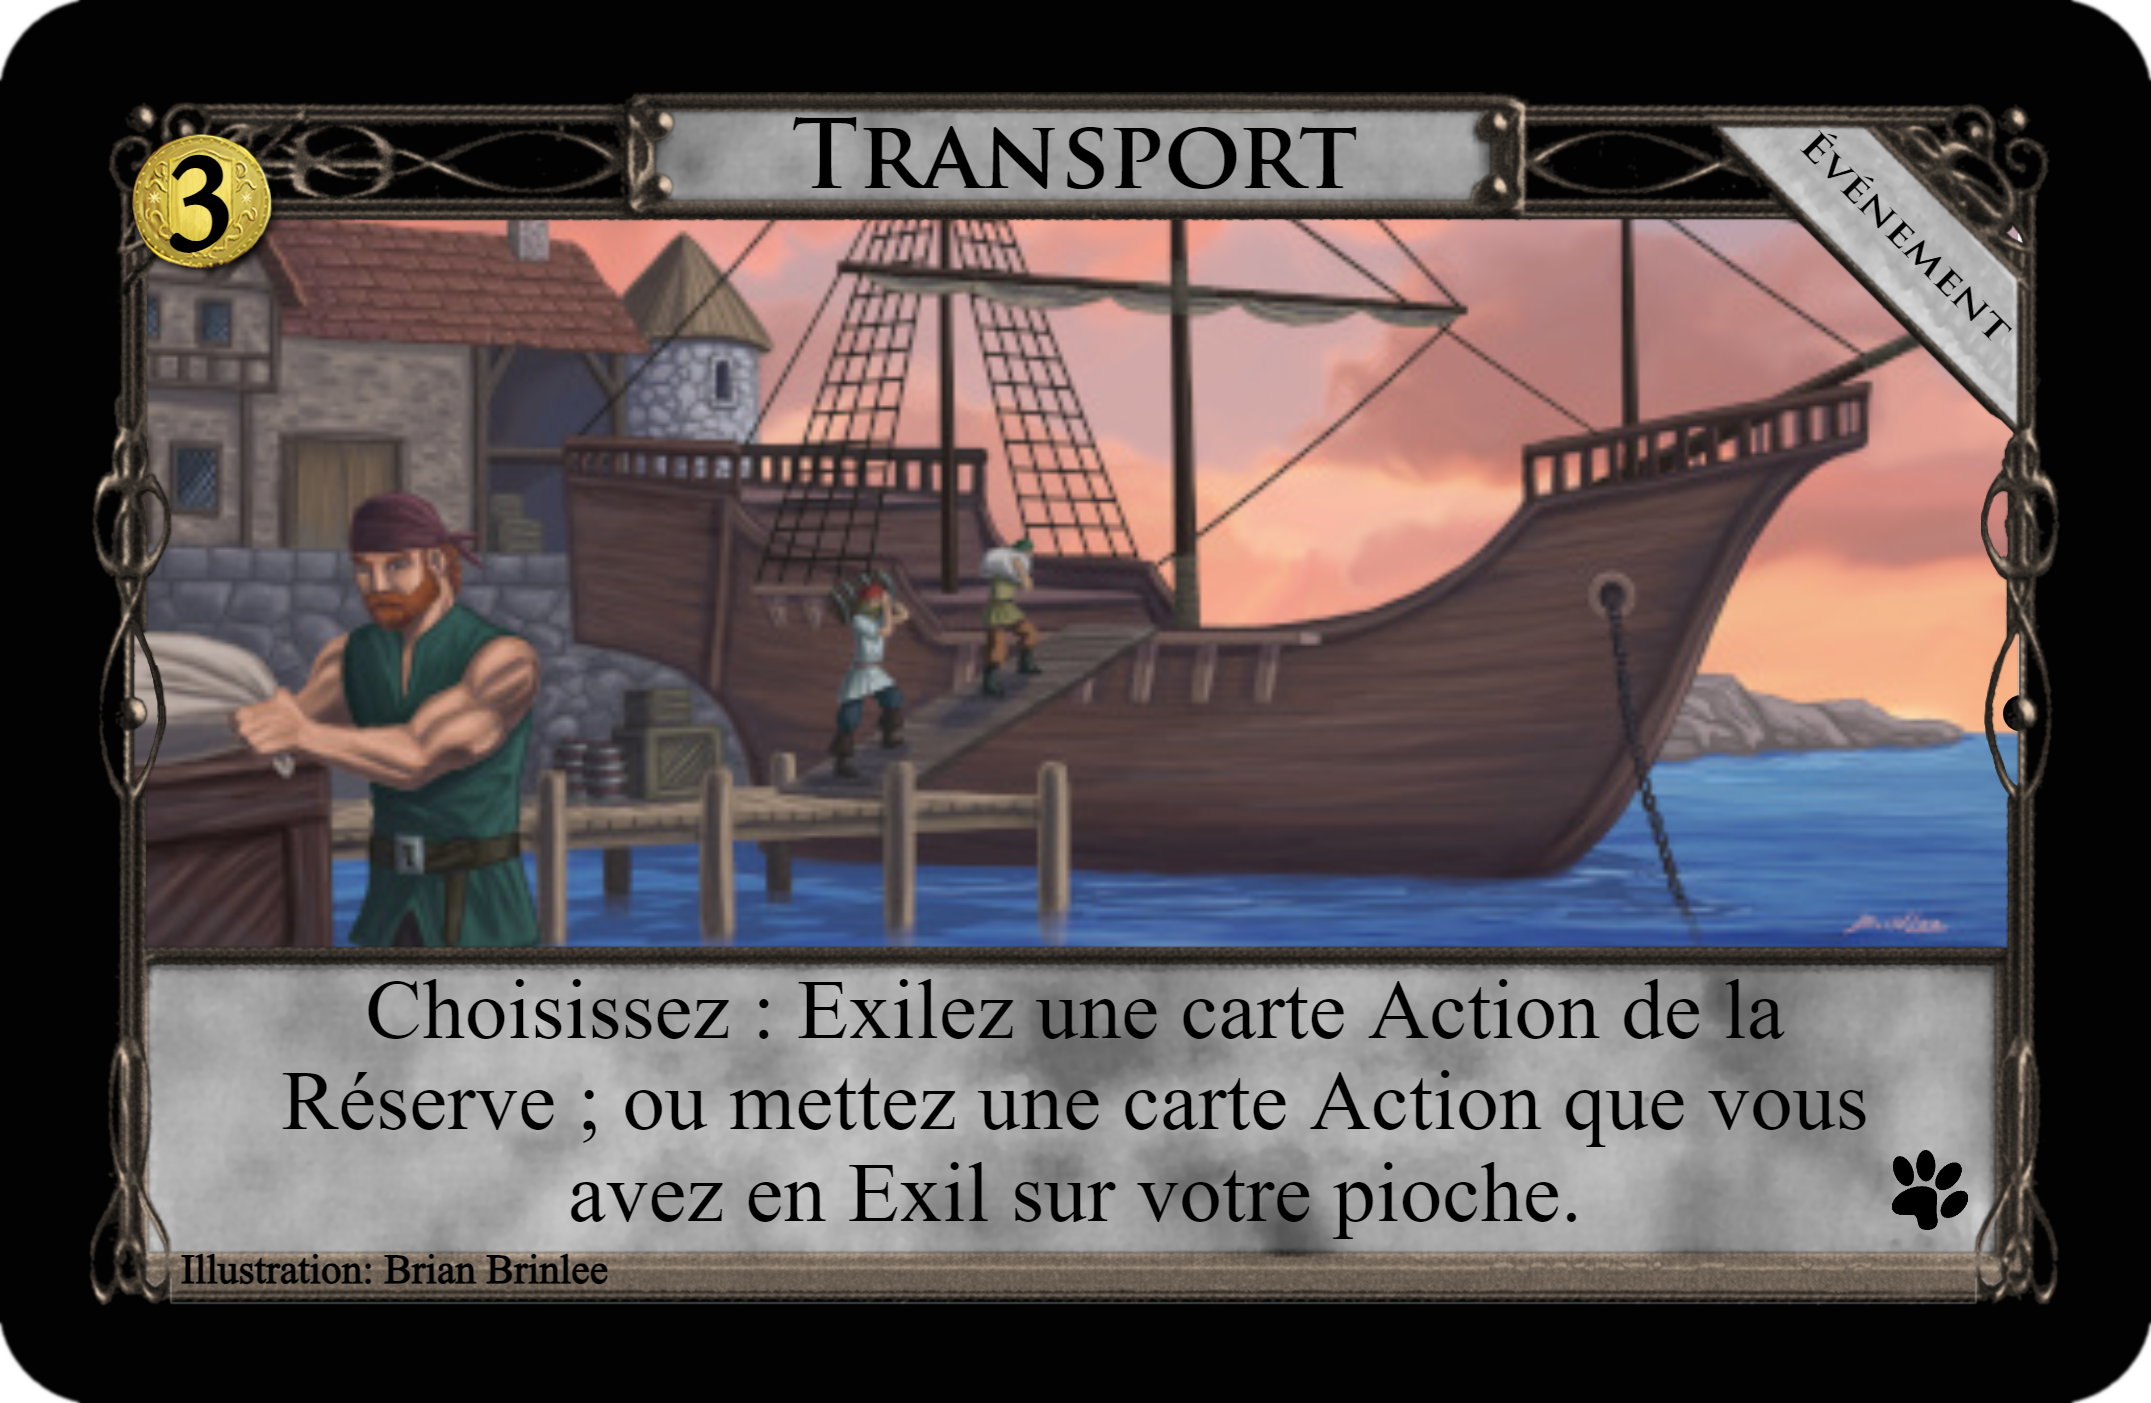 3
TRANSPORT
ÉVÉNEMENT
Choisissez : Exilez une carte Action de la
Réserve ; ou mettez une carte Action que vous
avez en Exil sur votre pioche.
Illustration: Brian Brinlee